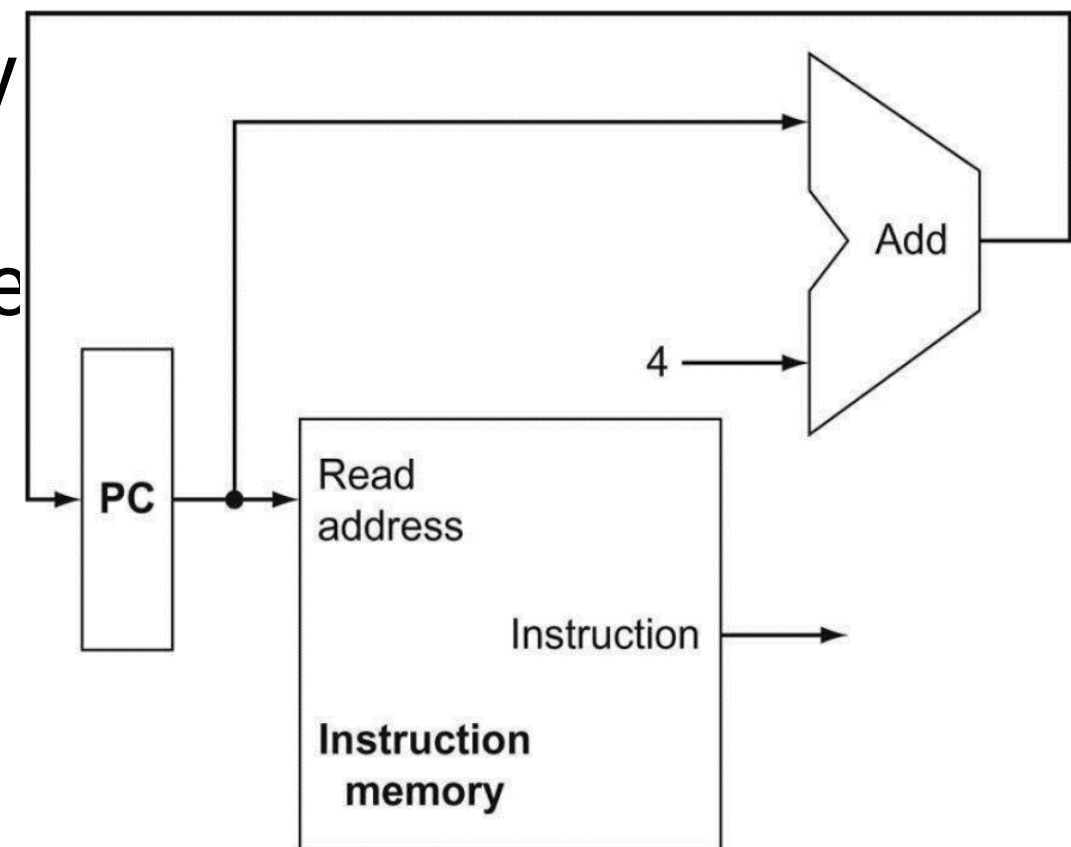 y
e
Add
4
PC
Read
address
Instruction
Instruction
memory